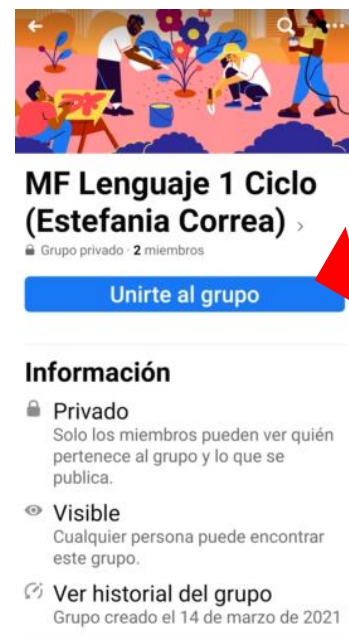 MF Lenguaje 1 Ciclo
(Estefania Correa) >
Grupo privado · 2 miembros
Unirte al grupo
Información
Privado
Solo los miembros pueden ver quién
pertenece al grupo y lo que se
publica.
Visible
Cualquier persona puede encontrar
este grupo.
Ver historial del grupo
Grupo creado el 14 de marzo de 2021